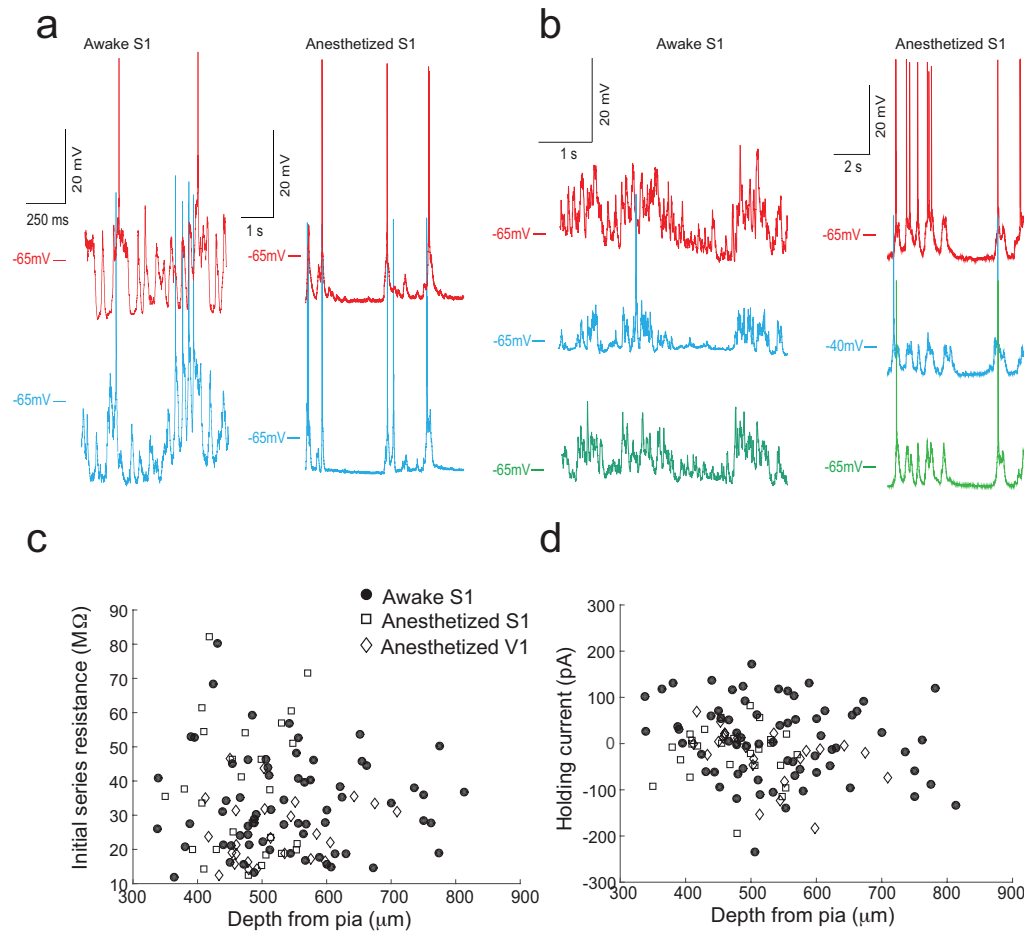 a
b
Awake S1
Anesthetized S1
Awake S1
Anesthetized S1
20 mV
250 ms
20 mV
1 s
20 mV
1 s
20 mV
2 s
-65mV
-65mV
-65mV
-65mV
-65mV
-65mV
-65mV
-65mV
-40mV
-65mV
c
d
Awake S1
Anesthetized S1
Anesthetized V1
Initial series resistance (MΩ)
90
80
70
60
50
40
30
20
10
300 400 500 600 700 800 900
Depth from pia (μm)
Holding current (pA)
300
200
100
0
-100
-200
-300
300 400 500 600 700 800 900
Depth from pia (μm)